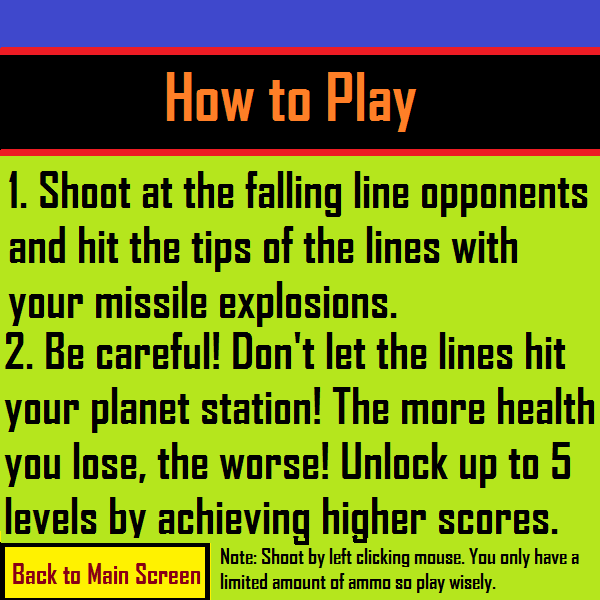 How to Play
1. Shoot at the falling line opponents
and hit the tips of the lines with
your missile explosions.
2. Be careful! Don't let the lines hit
your planet station! The more health
you lose, the worse! Unlock up to 5
levels by achieving higher scores.
Back to Main Screen
Note: Shoot by left clicking mouse. You only have a
limited amount of ammo so play wisely.